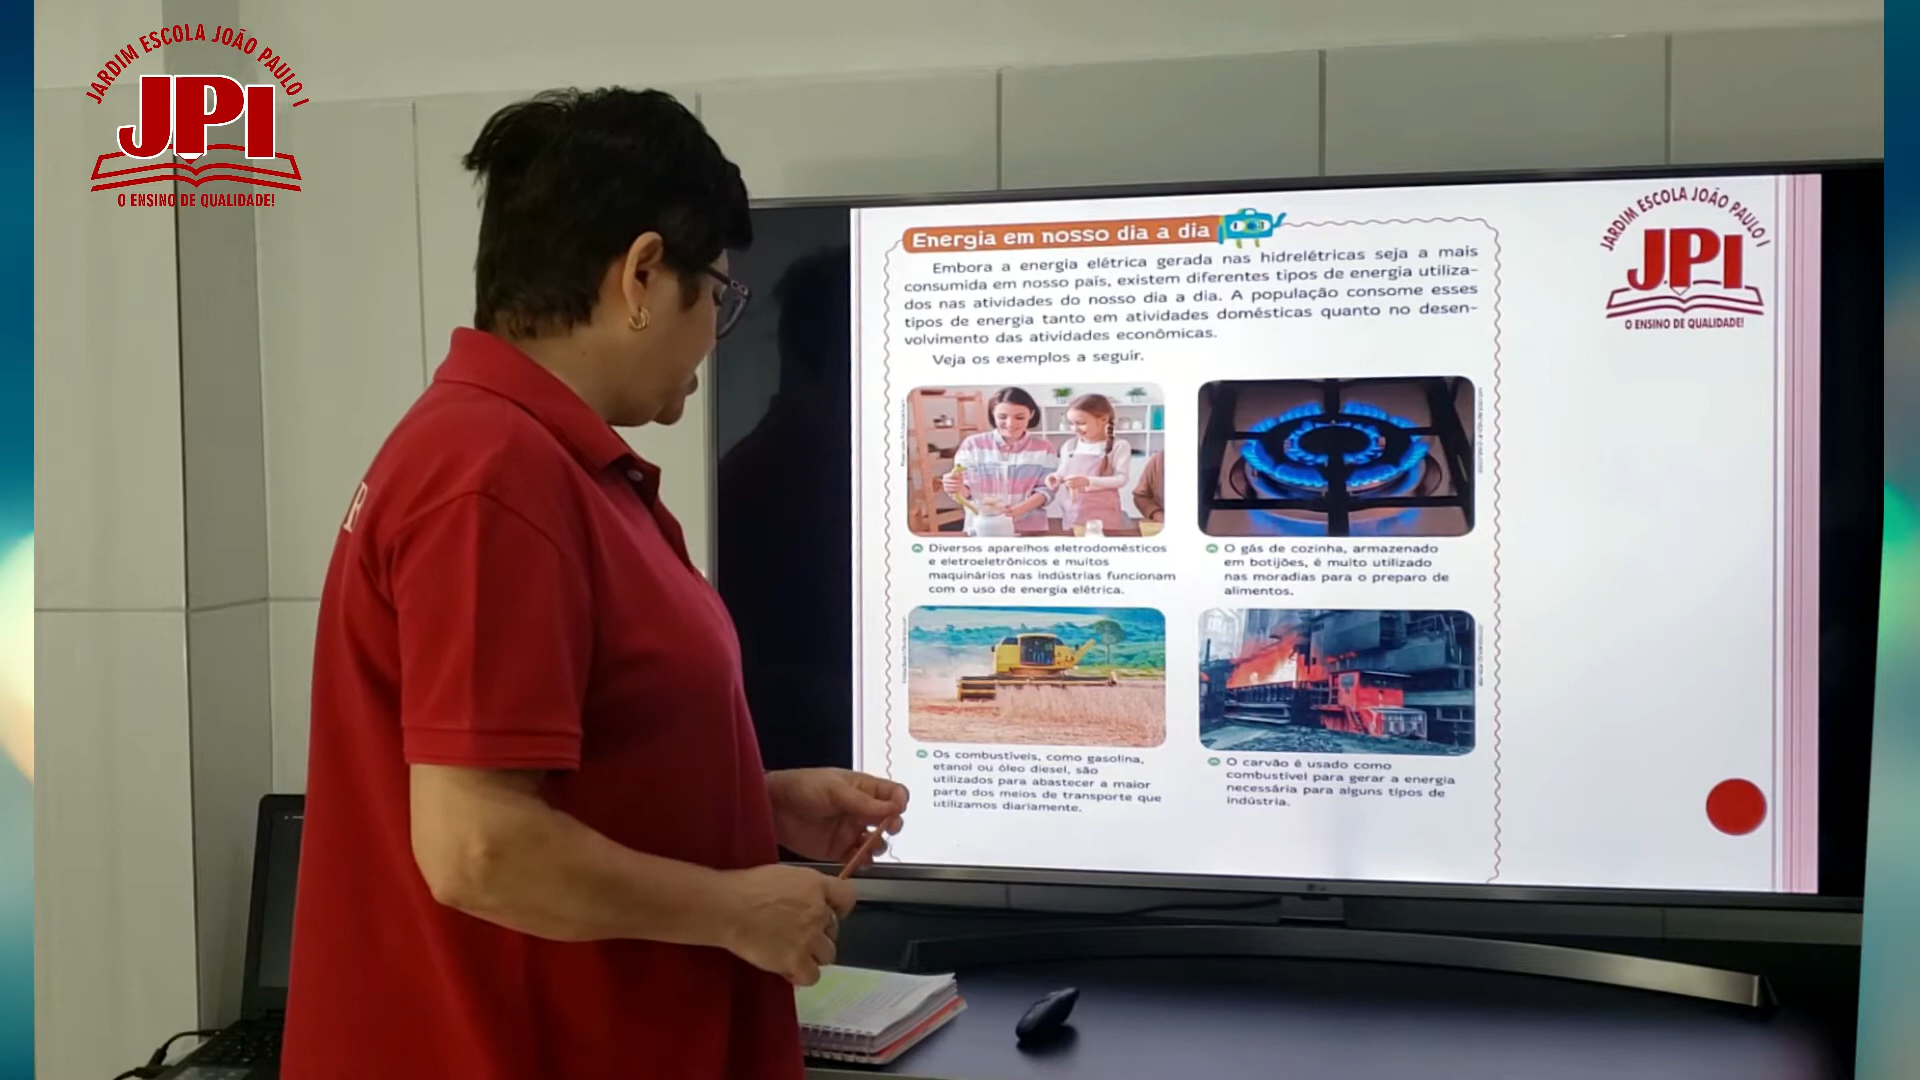 JARDIM ESCOLA JOÃO PAULO I
JPI
O ENSINO DE QUALIDADE!
Energia em nosso dia a dia
Embora a energia elétrica gerada nas hidrelétricas seja a mais
consumida em nosso país, existem diferentes tipos de energia utiliza-
dos nas atividades do nosso dia a dia. A população consome esses
tipos de energia tanto em atividades domésticas quanto no desen-
volvimento das atividades econômicas.
Veja os exemplos a seguir.
Diversos aparelhos eletrodomésticos
e eletroeletrônicos e muitos
maquinários nas indústrias funcionam
com o uso de energia elétrica.
O gás de cozinha, armazenado
em botijões, é muito utilizado
nas moradias para o preparo de
alimentos.
Os combustíveis, como gasolina,
etanol ou óleo diesel, são
utilizados para abastecer a maior
parte dos meios de transporte que
utilizamos diariamente.
O carvão é usado como
combustível para gerar a energia
necessária para alguns tipos de
indústria.
JARDIM ESCOLA JOÃO PAULO I
JPI
O ENSINO DE QUALIDADE!
LG